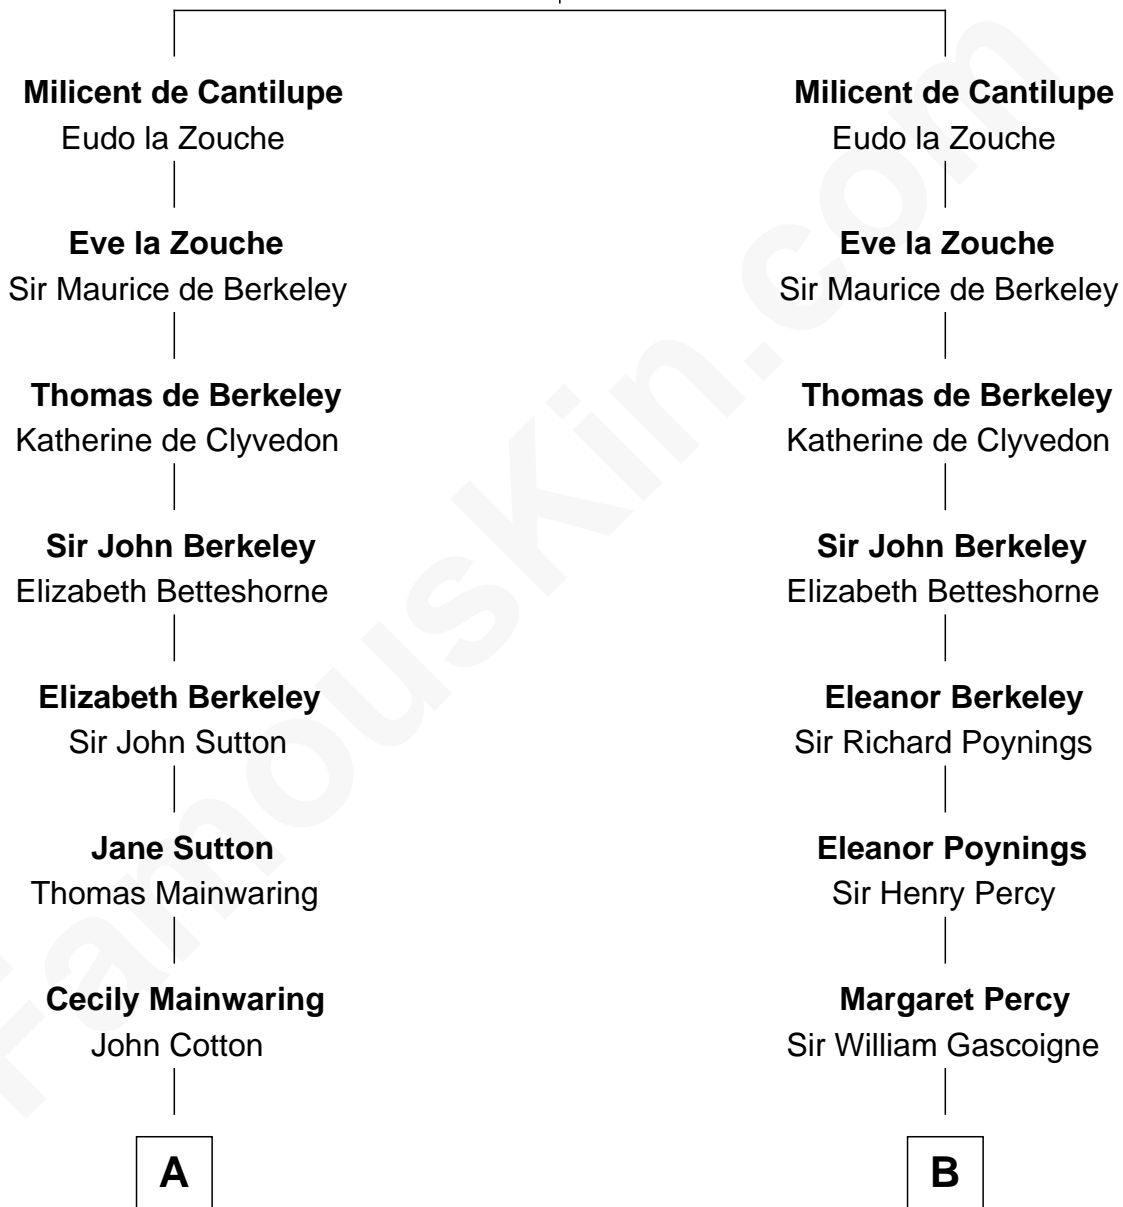 Milicent de Cantilupe
Eudo la Zouche
Eve la Zouche
Sir Maurice de Berkeley
Thomas de Berkeley
Katherine de Clyvedon
Sir John Berkeley
Elizabeth Betteshorne
Elizabeth Berkeley
Sir John Sutton
Jane Sutton
Thomas Mainwaring
Cecily Mainwaring
John Cotton
A
Milicent de Cantilupe
Eudo la Zouche
Eve la Zouche
Sir Maurice de Berkeley
Thomas de Berkeley
Katherine de Clyvedon
Sir John Berkeley
Elizabeth Betteshorne
Eleanor Berkeley
Sir Richard Poynings
Eleanor Poynings
Sir Henry Percy
Margaret Percy
Sir William Gascoigne
B
FamousKin.com